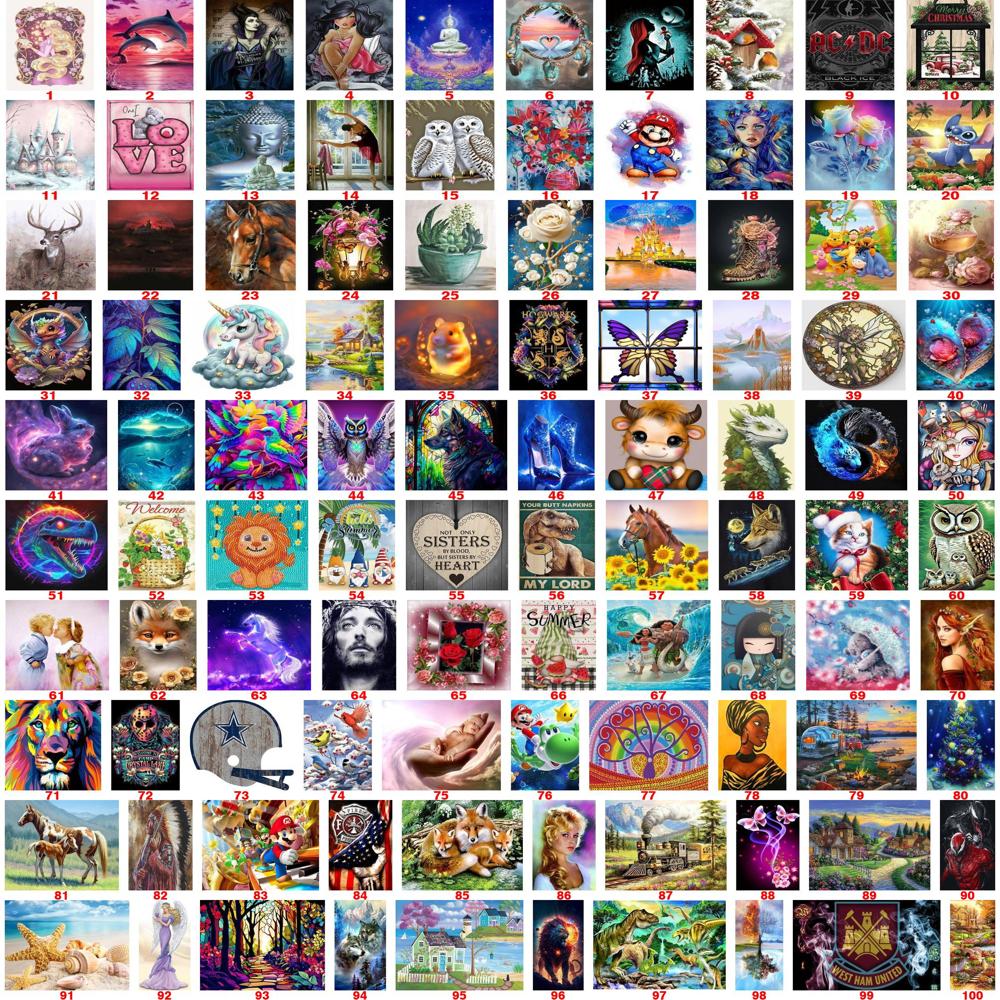 Merry
CHRISTMAS
AC DC
BLACK ICE
1 2 3 4 5 6 7 8 9 10
One
LOVE
11 12 13 14 15 16 17 18 19 20
21 22 23 24 25 26 27 28 29 30
HOGWARTS
H
31 32 33 34 35 36 37 38 39 30
41 42 43 44 45 46 47 48 49 50
Welcome
hello
Summer
NOT ONLY
SISTERS
BY BLOOD,
BUT SISTERS BY
HEART
YOUR BUTT NAPKINS
MY LORD
51 52 53 54 55 56 57 58 59 60
HAPPY
SUMMER
61 62 63 64 65 66 67 68 69 70
CRYSTAL LAKE
71 72 73 74 75 76 77 78 79 80
81 82 83 84 85 86 87 88 89 90
WEST HAM UNITED
91 92 93 94 95 96 97 98 99 100